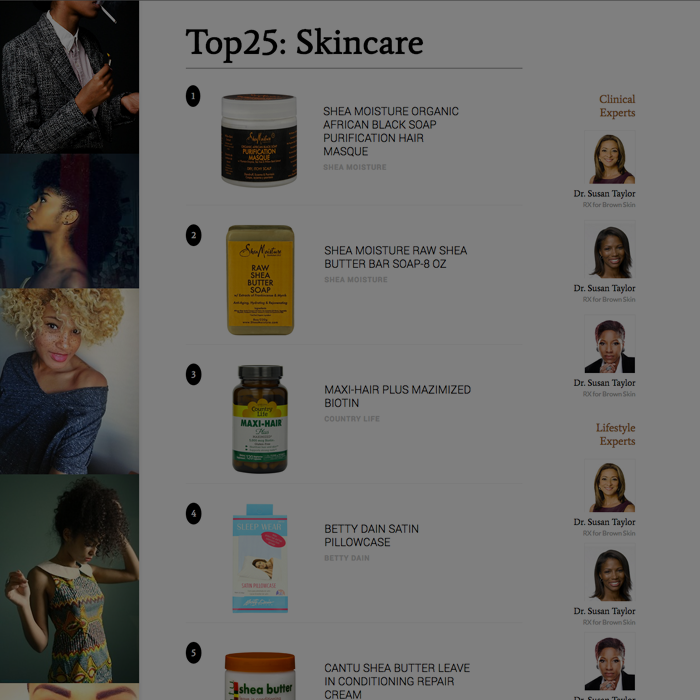 Top25: Skincare
1
SHEA MOISTURE ORGANIC
AFRICAN BLACK SOAP
PURIFICATION HAIR
MASQUE
SHEA MOISTURE
PURIFICATION
MASQUE
2
SHEA MOISTURE RAW SHEA
BUTTER BAR SOAP-8 OZ
SHEA MOISTURE
SheaMoisture
RAW
SHEA
BUTTER
SOAP
3
MAXI-HAIR PLUS MAZIMIZED
BIOTIN
COUNTRY LIFE
Country
Life
MAXI-HAIR
Plus
4
BETTY DAIN SATIN
PILLOWCASE
BETTY DAIN
SLEEP WEAR
SATIN PILLOWCASE
5
CANTU SHEA BUTTER LEAVE
IN CONDITIONING REPAIR
CREAM
shea butter
Clinical
Experts
Dr. Susan Taylor
RX for Brown Skin
Dr. Susan Taylor
RX for Brown Skin
Dr. Susan Taylor
RX for Brown Skin
Lifestyle
Experts
Dr. Susan Taylor
RX for Brown Skin
Dr. Susan Taylor
RX for Brown Skin
Dr. Susan Taylor